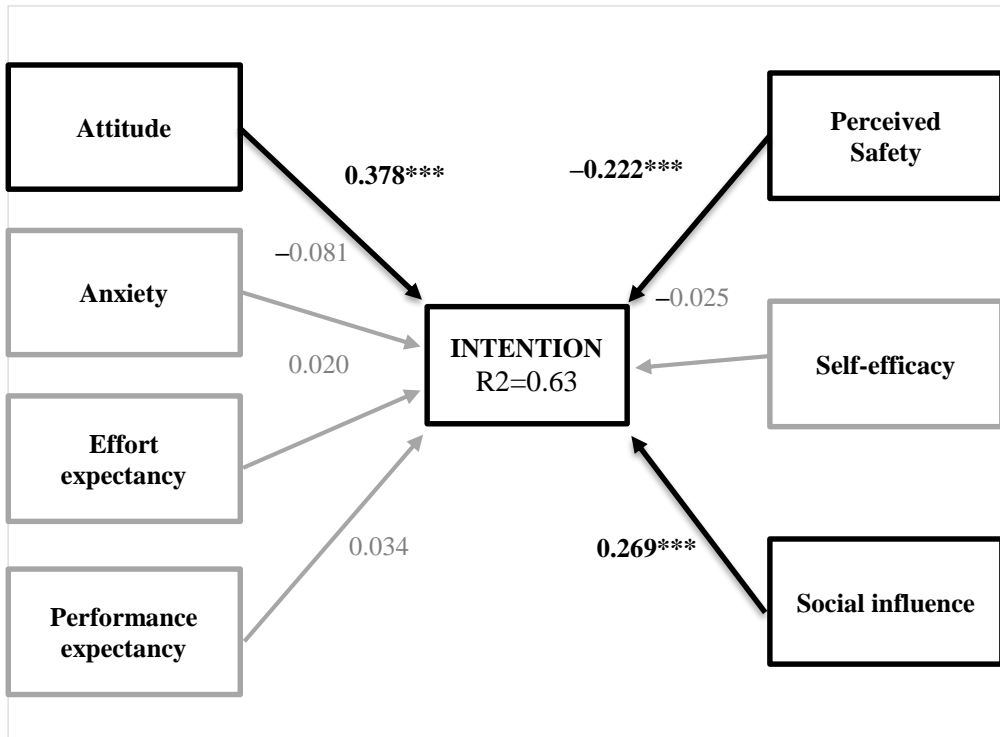 Attitude
Perceived
Safety
0.378***
–0.222***
–0.081
Anxiety
–0.025
INTENTION
R2=0.63
0.020
Self-efficacy
Effort
expectancy
0.034
0.269***
Social influence
Performance
expectancy